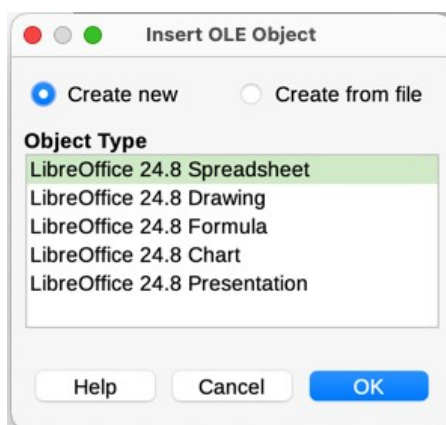 Insert OLE Object
Create new Create from file
Object Type
LibreOffice 24.8 Spreadsheet
LibreOffice 24.8 Drawing
LibreOffice 24.8 Formula
LibreOffice 24.8 Chart
LibreOffice 24.8 Presentation
Help Cancel OK